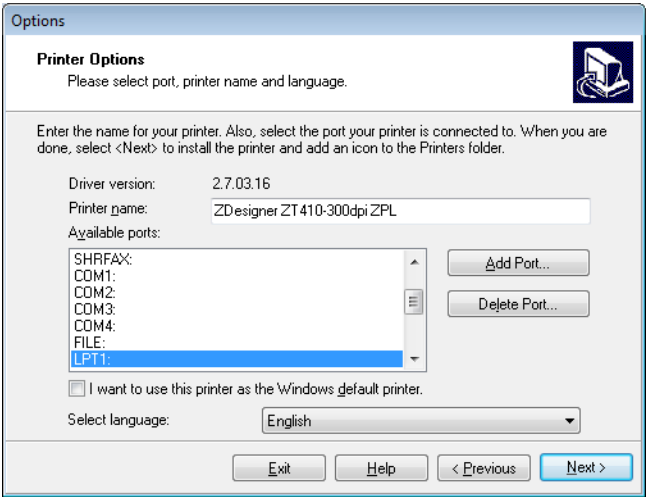 Options
Printer Options
Please select port, printer name and language.
Enter the name for your printer. Also, select the port your printer is connected to. When you are
done, select <Next> to install the printer and add an icon to the Printers folder.
Driver version: 2.7.03.16
Printer name: ZDesigner ZT410-300dpi ZPL
Available ports:
SHRFAX:
COM1:
COM2:
COM3:
COM4:
FILE:
LPT1:
Add Port...
Delete Port...
I want to use this printer as the Windows default printer.
Select language: English
Exit Help < Previous Next >